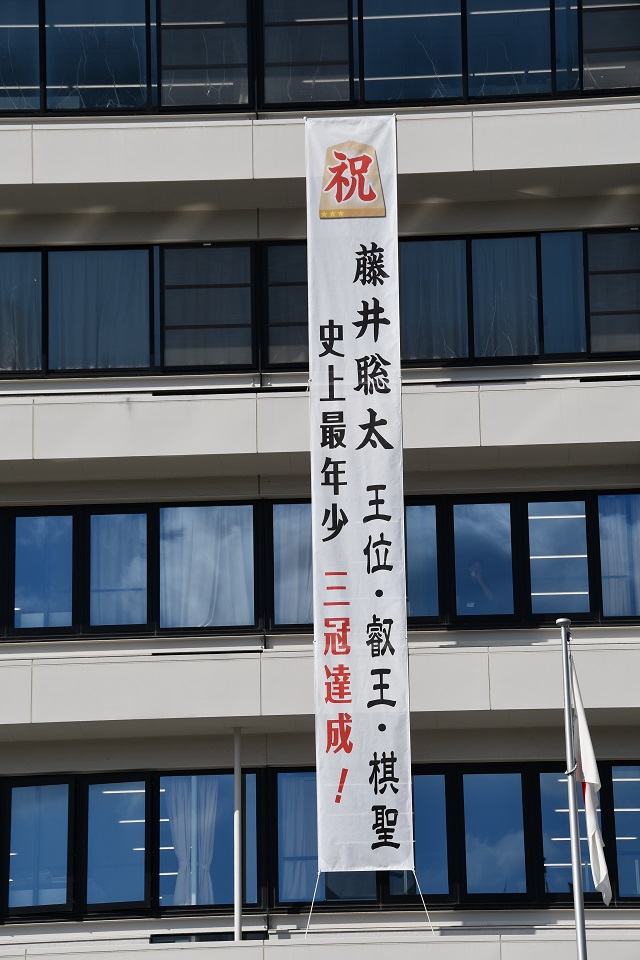 祝
藤井聡太 王位・叡王・棋聖
史上最年少 三冠達成！